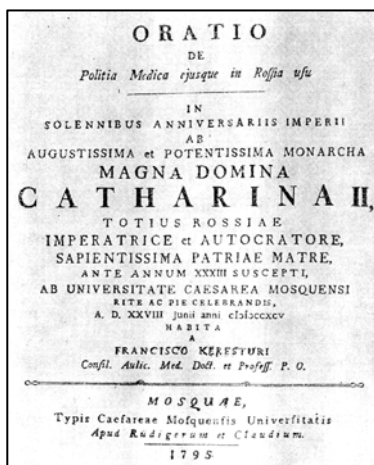 ORATIO
DE
Politia Medica ejusque in Roſſia uſu
IN
SOLENNIBUS ANNIVERSARIIS IMPERII
AB
AUGUSTISSIMA et POTENTISSIMA MONARCHA
MAGNA DOMINA
CATHARINA II,
TOTIUS ROSSIAE
IMPERATRICE et AUTOCRATORE,
SAPIENTISSIMA PATRIAE MATRE,
ANTE ANNUM XXXIII SUSCEPTI,
AB UNIVERSITATE CAESAREA MOSQUENSI
RITE AC PIE CELEBRANDIS,
A. D. XXVIII Junii anni cIɔIɔccxcv
HABITA
A
FRANCISCO KERESTURI
Conſil. Aulic. Med. Doct. et Profeſſ. P. O.
MOSQUAE,
Typis Caeſareae Moſquenſis Univerſitatis
Apud Rüdigerum et Claudium.
1795